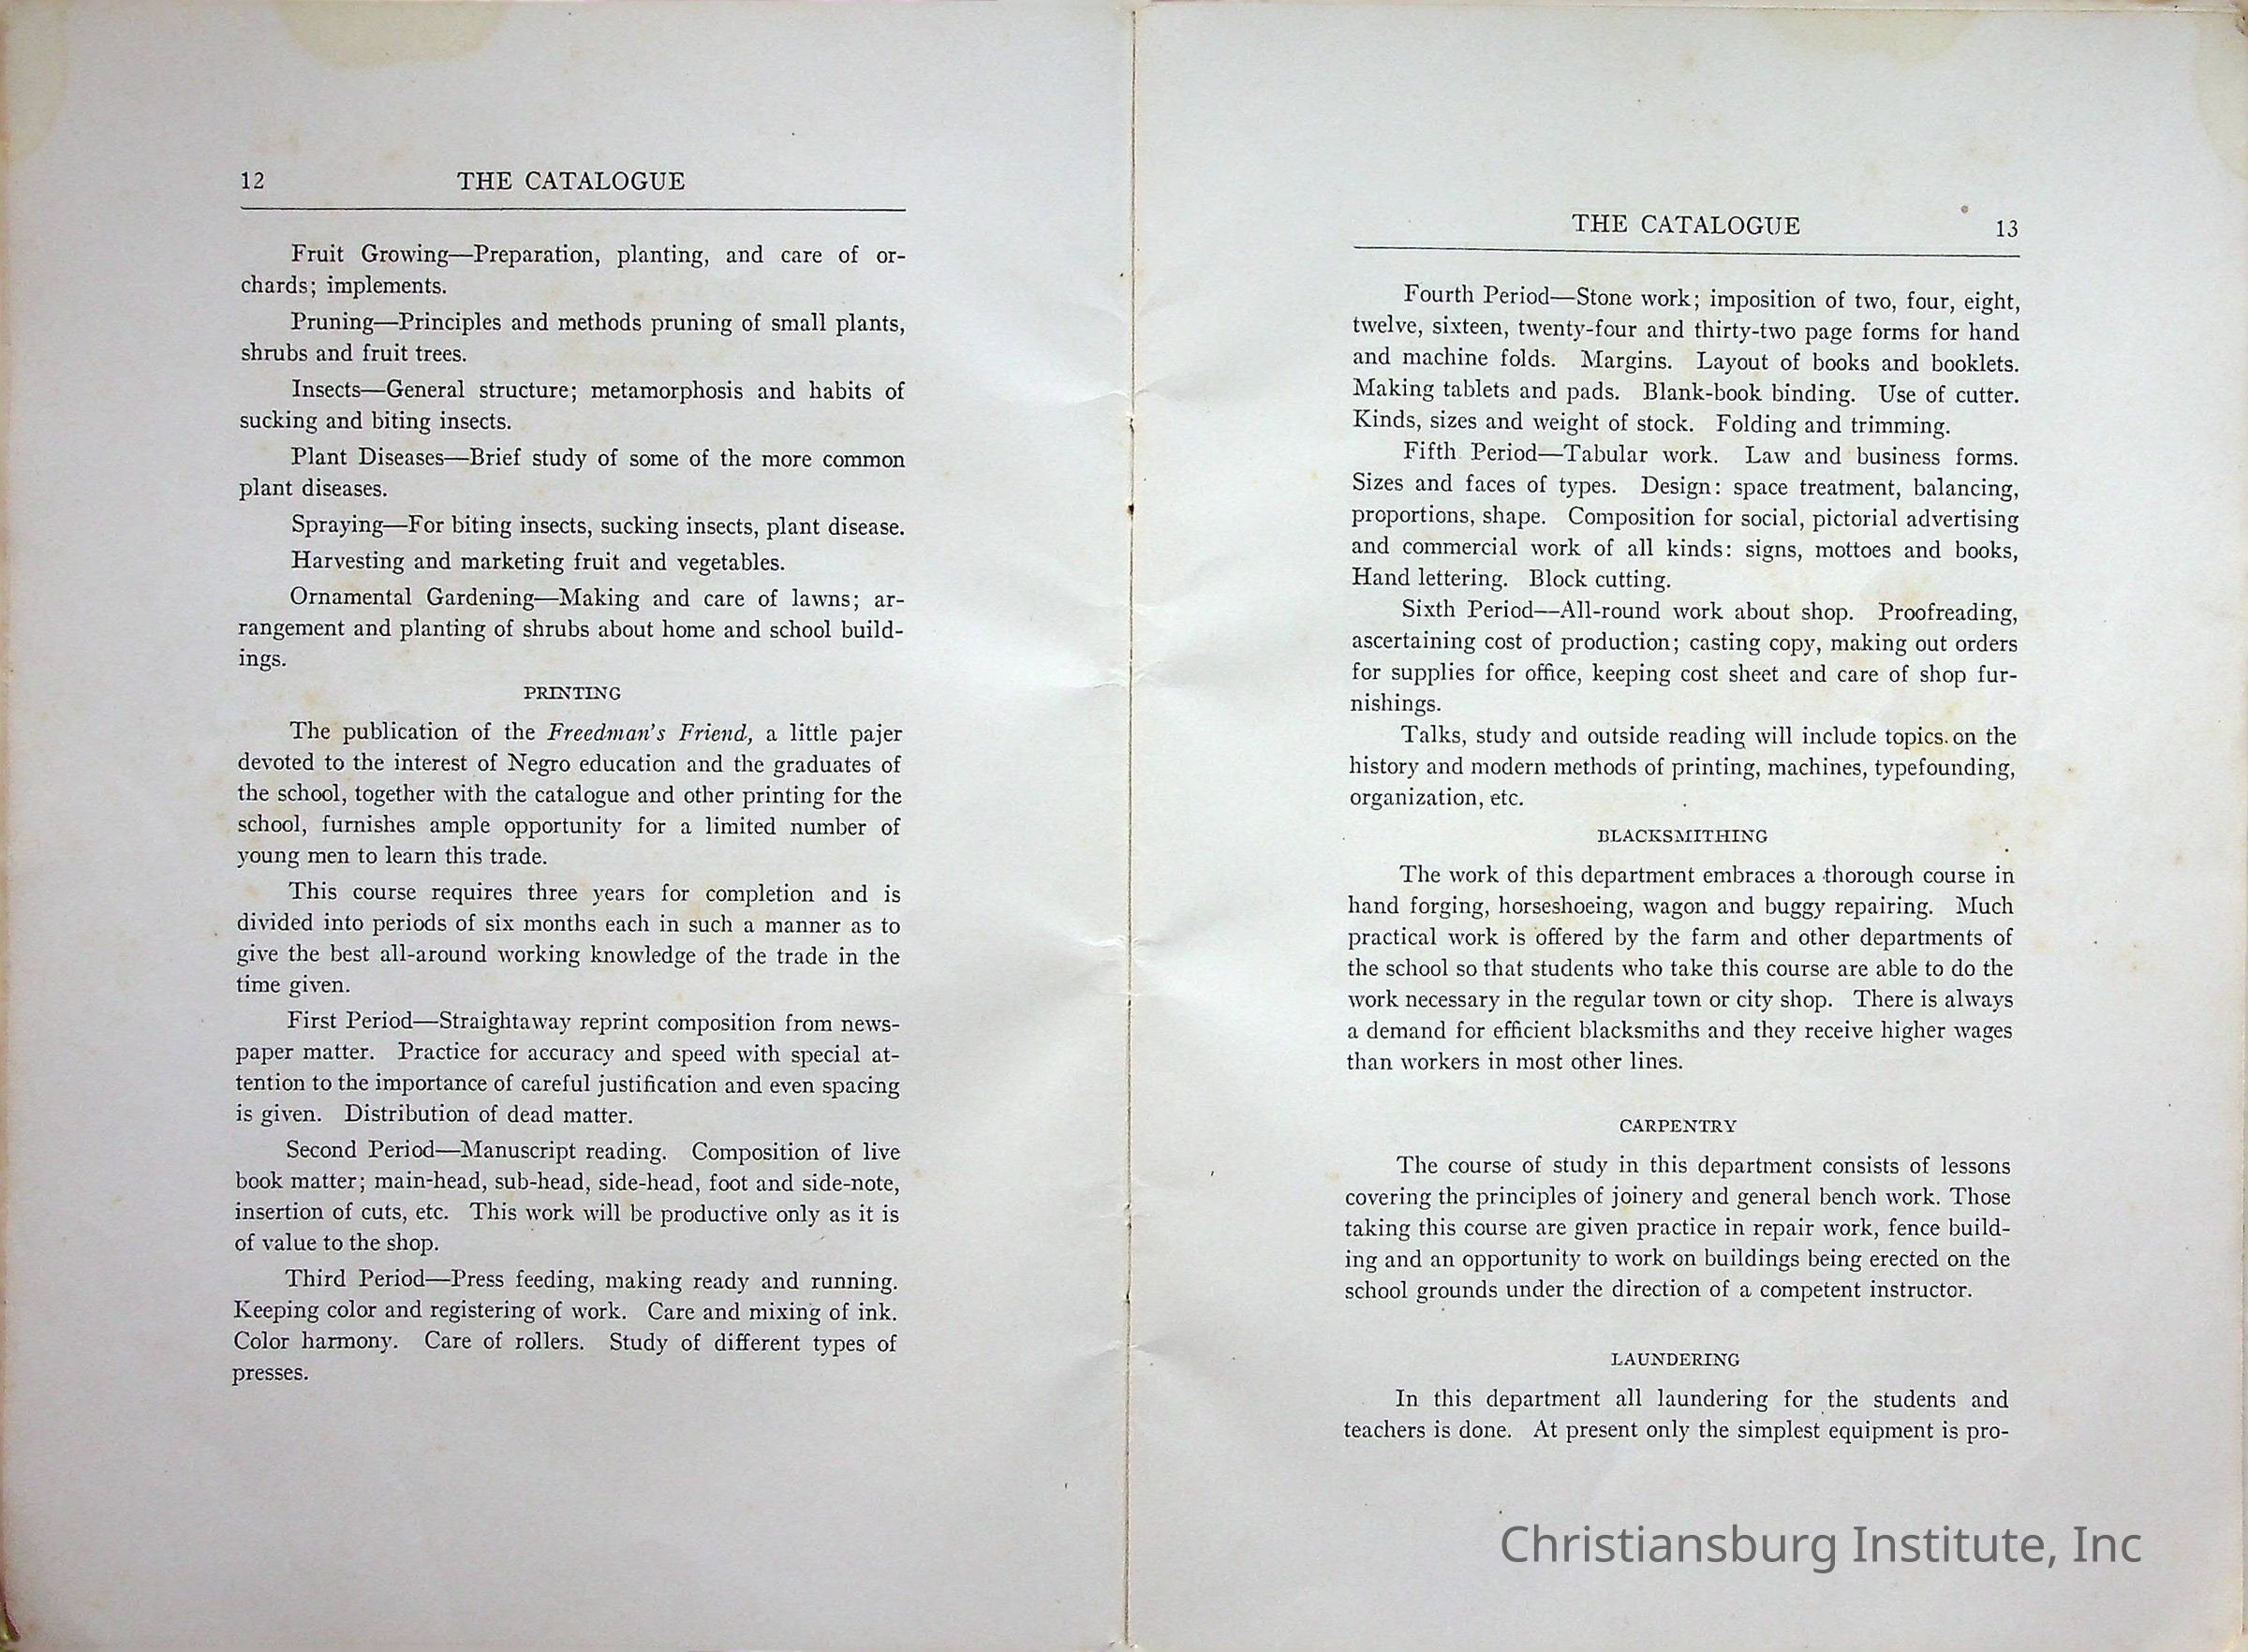 12 THE CATALOGUE
Fruit Growing—Preparation, planting, and care of or-
chards; implements.
Pruning—Principles and methods pruning of small plants,
shrubs and fruit trees.
Insects—General structure; metamorphosis and habits of
sucking and biting insects.
Plant Diseases—Brief study of some of the more common
plant diseases.
Spraying—For biting insects, sucking insects, plant disease.
Harvesting and marketing fruit and vegetables.
Ornamental Gardening—Making and care of lawns; ar-
rangement and planting of shrubs about home and school build-
ings.
PRINTING
The publication of the Freedman's Friend, a little pajer
devoted to the interest of Negro education and the graduates of
the school, together with the catalogue and other printing for the
school, furnishes ample opportunity for a limited number of
young men to learn this trade.
This course requires three years for completion and is
divided into periods of six months each in such a manner as to
give the best all-around working knowledge of the trade in the
time given.
First Period—Straightaway reprint composition from news-
paper matter. Practice for accuracy and speed with special at-
tention to the importance of careful justification and even spacing
is given. Distribution of dead matter.
Second Period—Manuscript reading. Composition of live
book matter; main-head, sub-head, side-head, foot and side-note,
insertion of cuts, etc. This work will be productive only as it is
of value to the shop.
Third Period—Press feeding, making ready and running.
Keeping color and registering of work. Care and mixing of ink.
Color harmony. Care of rollers. Study of different types of
presses.
THE CATALOGUE 13
Fourth Period—Stone work; imposition of two, four, eight,
twelve, sixteen, twenty-four and thirty-two page forms for hand
and machine folds. Margins. Layout of books and booklets.
Making tablets and pads. Blank-book binding. Use of cutter.
Kinds, sizes and weight of stock. Folding and trimming.
Fifth Period—Tabular work. Law and business forms.
Sizes and faces of types. Design: space treatment, balancing,
proportions, shape. Composition for social, pictorial advertising
and commercial work of all kinds: signs, mottoes and books,
Hand lettering. Block cutting.
Sixth Period—All-round work about shop. Proofreading,
ascertaining cost of production; casting copy, making out orders
for supplies for office, keeping cost sheet and care of shop fur-
nishings.
Talks, study and outside reading will include topics on the
history and modern methods of printing, machines, typefounding,
organization, etc.
BLACKSMITHING
The work of this department embraces a thorough course in
hand forging, horseshoeing, wagon and buggy repairing. Much
practical work is offered by the farm and other departments of
the school so that students who take this course are able to do the
work necessary in the regular town or city shop. There is always
a demand for efficient blacksmiths and they receive higher wages
than workers in most other lines.
CARPENTRY
The course of study in this department consists of lessons
covering the principles of joinery and general bench work. Those
taking this course are given practice in repair work, fence build-
ing and an opportunity to work on buildings being erected on the
school grounds under the direction of a competent instructor.
LAUNDERING
In this department all laundering for the students and
teachers is done. At present only the simplest equipment is pro-
Christiansburg Institute, Inc